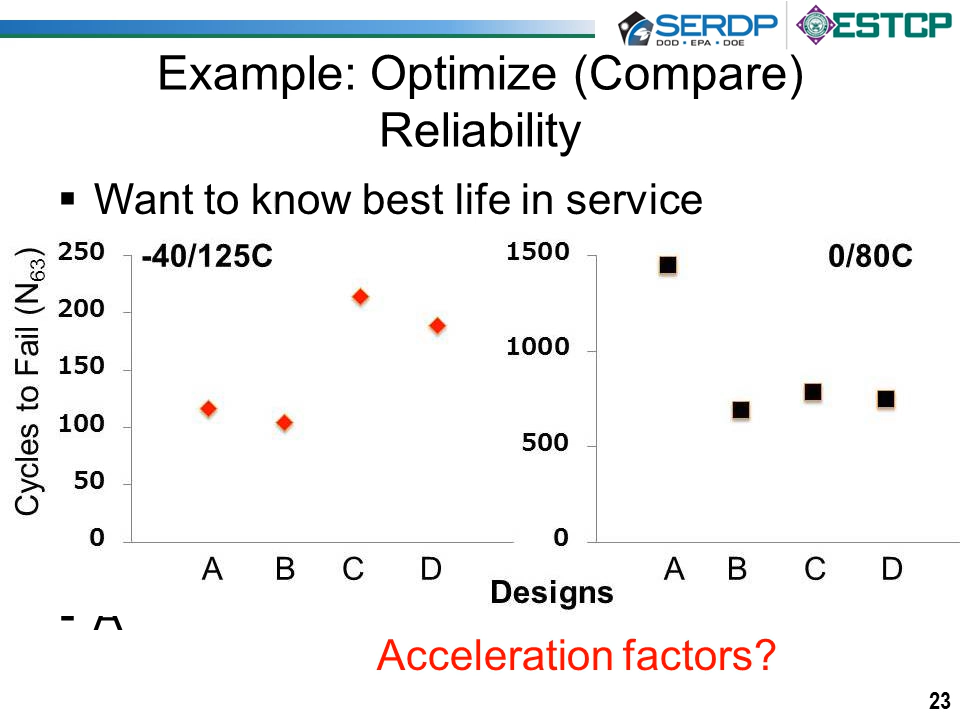 SERDP
DOD • EPA • DOE
ESTCP
Example: Optimize (Compare)
Reliability
▪ Want to know best life in service
Cycles to Fail (N63)
250
200
150
100
50
0
-40/125C
A B C D
1500
1000
500
0
0/80C
A B C D
Designs
Acceleration factors?
23